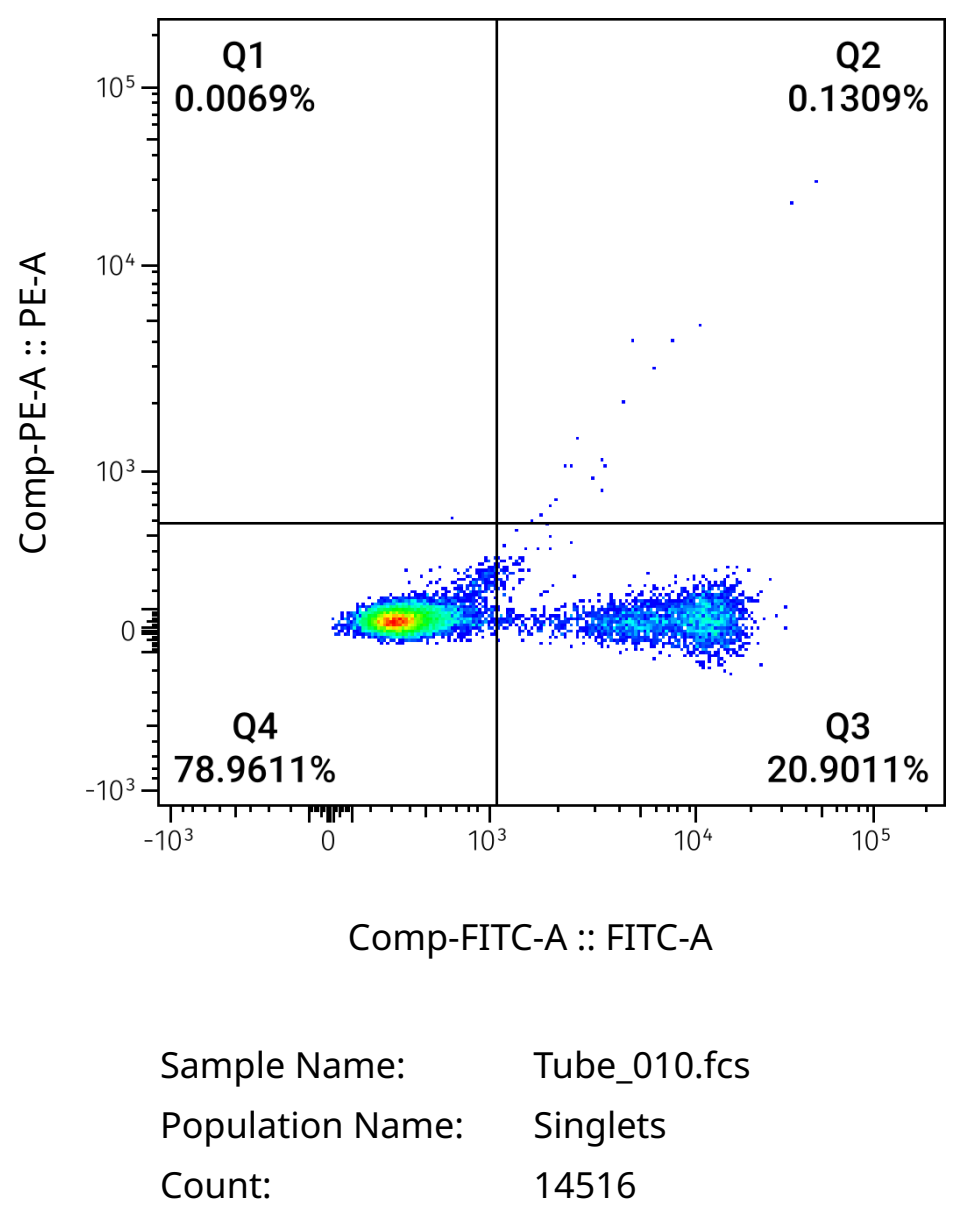 Q1
0.0069%
Q2
0.1309%
10⁵
10⁴
10³
0
-10³
Comp-PE-A :: PE-A
Q4
78.9611%
Q3
20.9011%
-10³ 0 10³ 10⁴ 10⁵
Comp-FITC-A :: FITC-A
Sample Name: Tube_010.fcs
Population Name: Singlets
Count: 14516